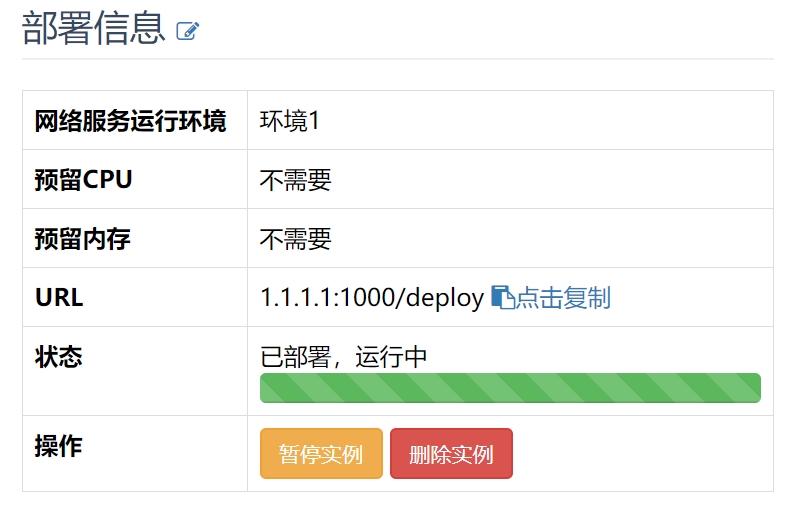 部署信息
网络服务运行环境 环境1
预留CPU 不需要
预留内存 不需要
URL 1.1.1.1:1000/deploy 点击复制
状态 已部署，运行中
操作 暂停实例 删除实例